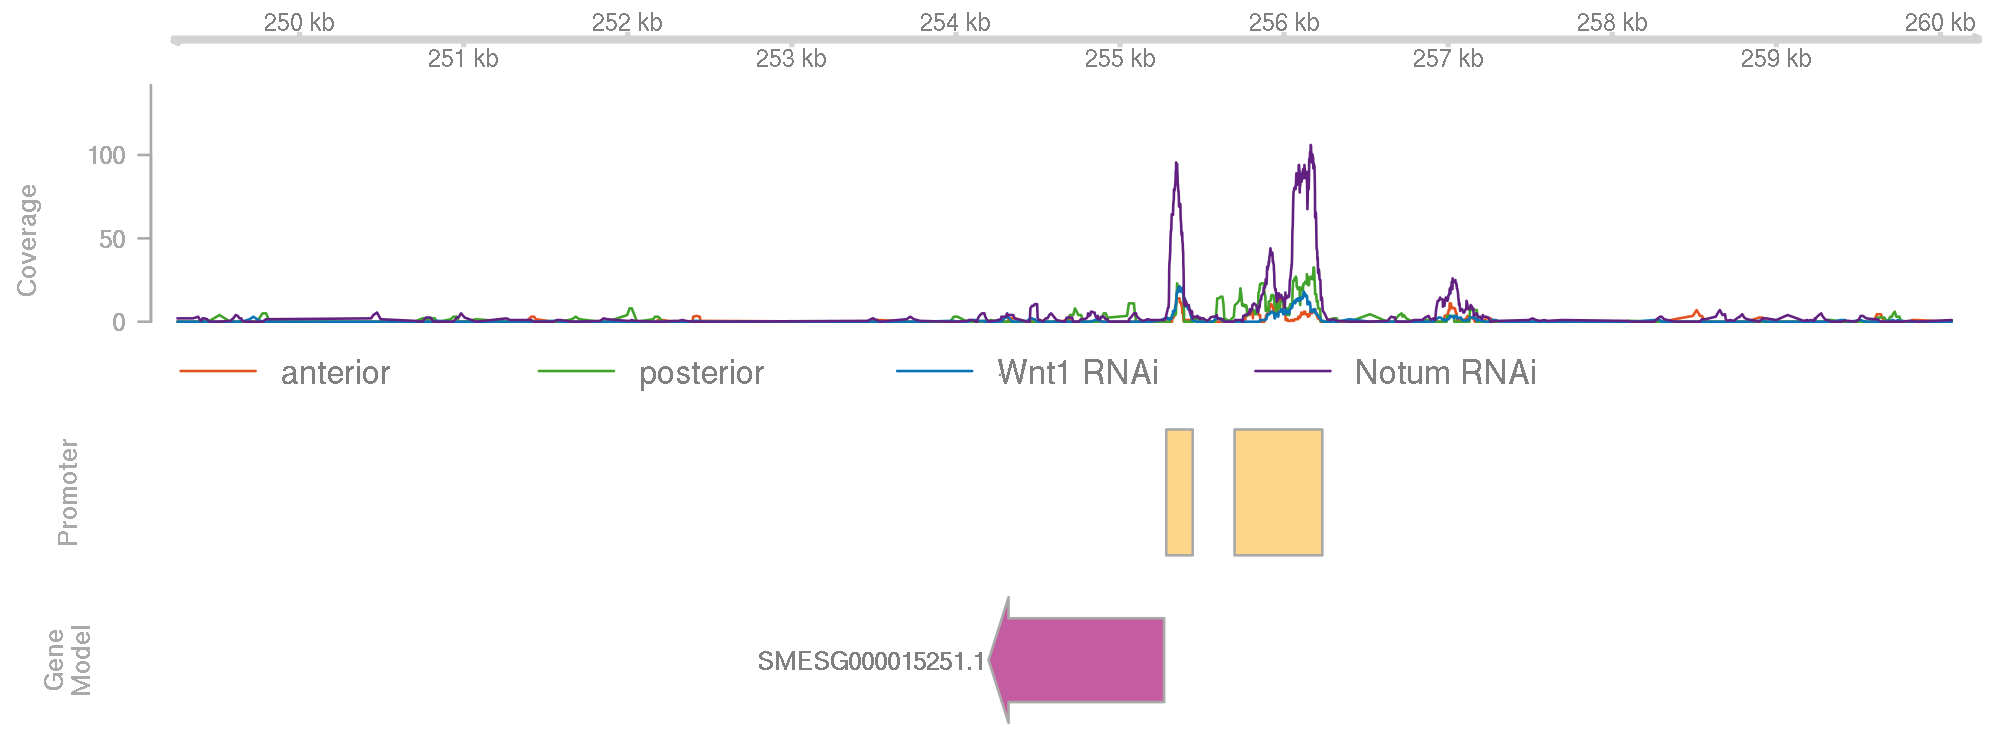 250 kb 252 kb 254 kb 256 kb 258 kb 260 kb
251 kb 253 kb 255 kb 257 kb 259 kb
Coverage
100
50
0
anterior posterior Wnt1 RNAi Notum RNAi
Promoter
Gene
Model
SMESG000015251.1